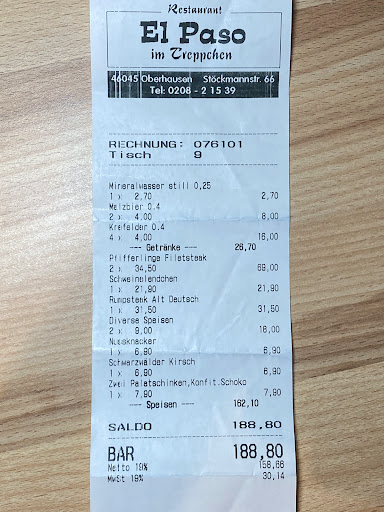 Restaurant
El Paso
im Treppchen
46045 Oberhausen Stöckmannstr. 66
Tel: 0208 - 2 15 39
RECHNUNG: 076101
Tisch 9
Mineralwasser still 0,25
1 x 2,70 2,70
Malzbier 0.4
2 x 4,00 8,00
Krefelder 0.4
4 x 4,00 16,00
--- Getränke --- 26,70
Pfifferlinge Filetsteak
2 x 34,50 69,00
Schweinelendchen
1 x 21,90 21,90
Rumpsteak Alt Deutsch
1 x 31,50 31,50
Diverse Speisen
2 x 9,00 18,00
Nussknacker
1 x 6,90 6,90
Schwarzwälder Kirsch
1 x 6,90 6,90
Zwei Palatschinken,Konfit.Schoko
1 x 7,90 7,90
--- Speisen --- 162,10
SALDO 188,80
BAR 188,80
Netto 19% 158,66
MwSt 19% 30,14